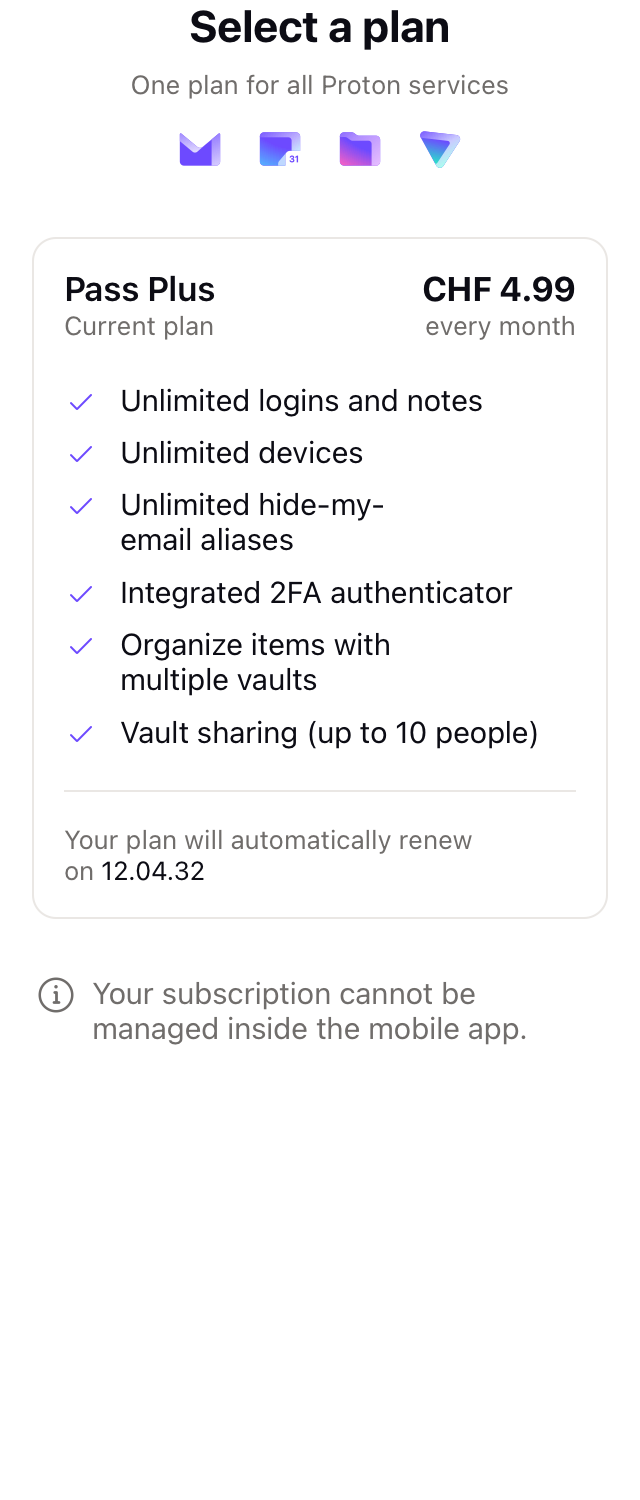 Select a plan
One plan for all Proton services
31
Pass Plus
CHF 4.99
Current plan
every month
Unlimited logins and notes
Unlimited devices
Unlimited hide-my-
email aliases
Integrated 2FA authenticator
Organize items with
multiple vaults
Vault sharing (up to 10 people)
Your plan will automatically renew
on 12.04.32
Your subscription cannot be
managed inside the mobile app.